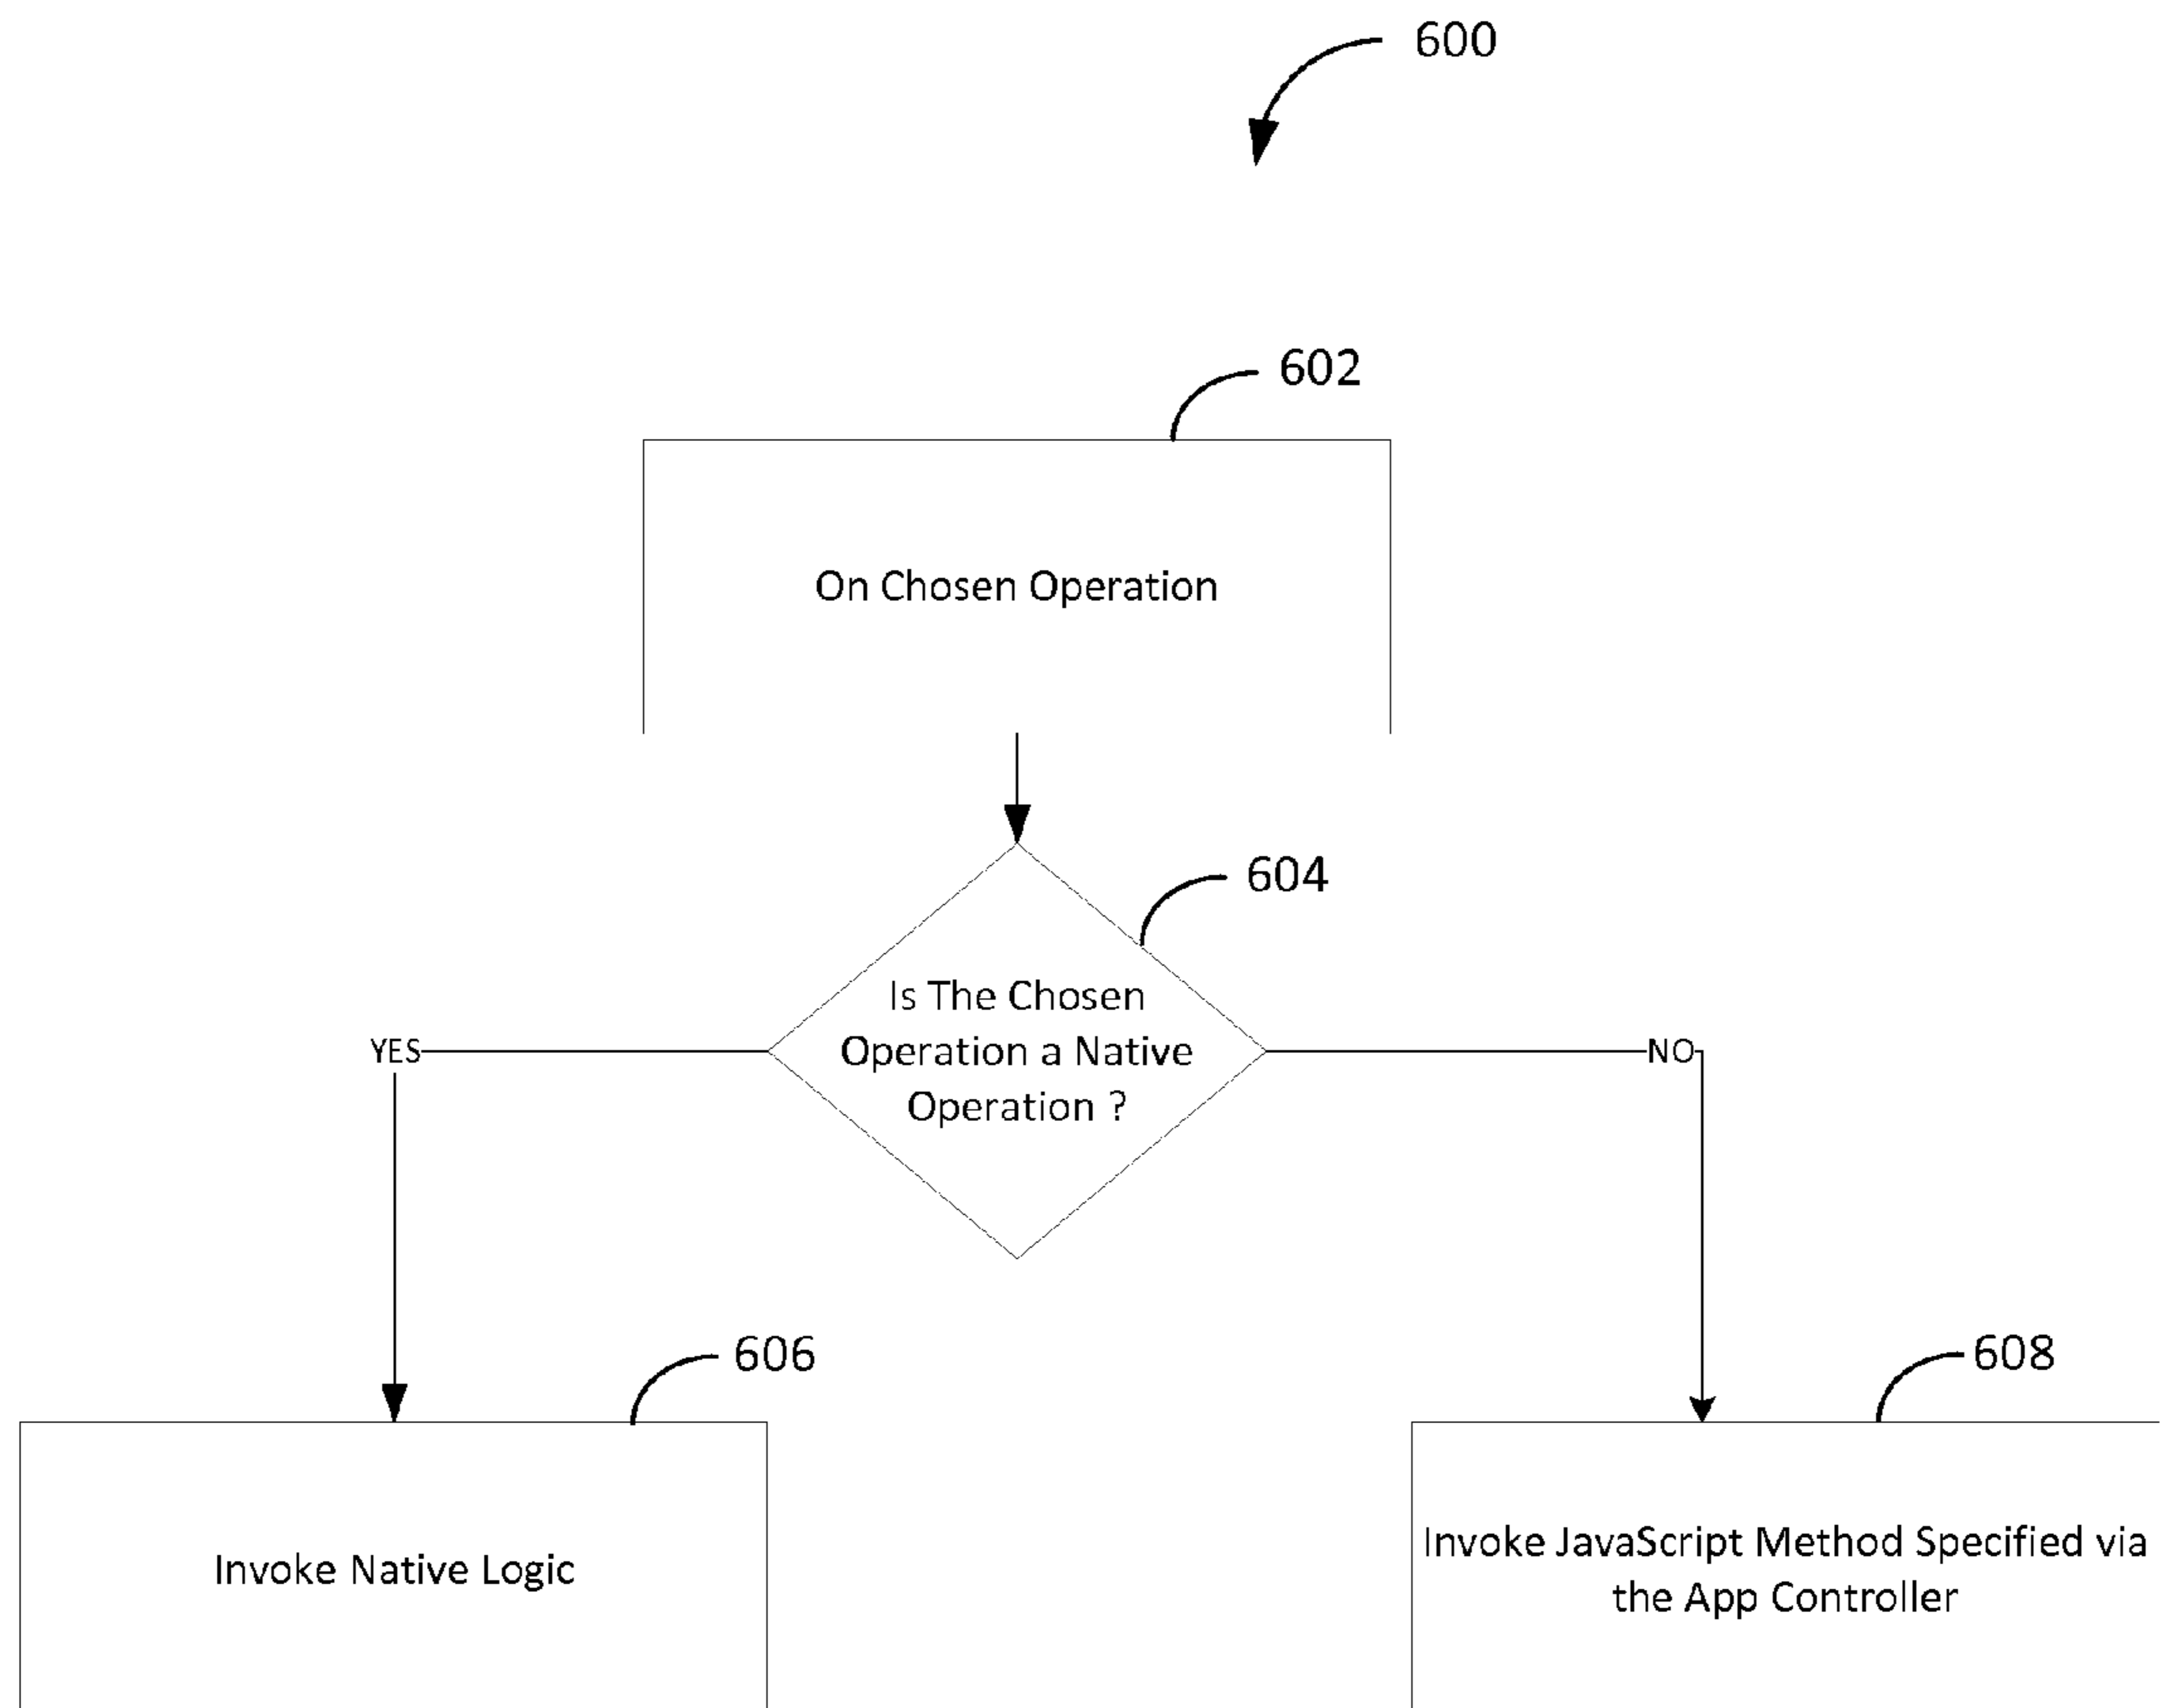 600
602
On Chosen Operation
604
Is The Chosen
Operation a Native
Operation ?
YES
NO
606
608
Invoke Native Logic
Invoke JavaScript Method Specified via
the App Controller